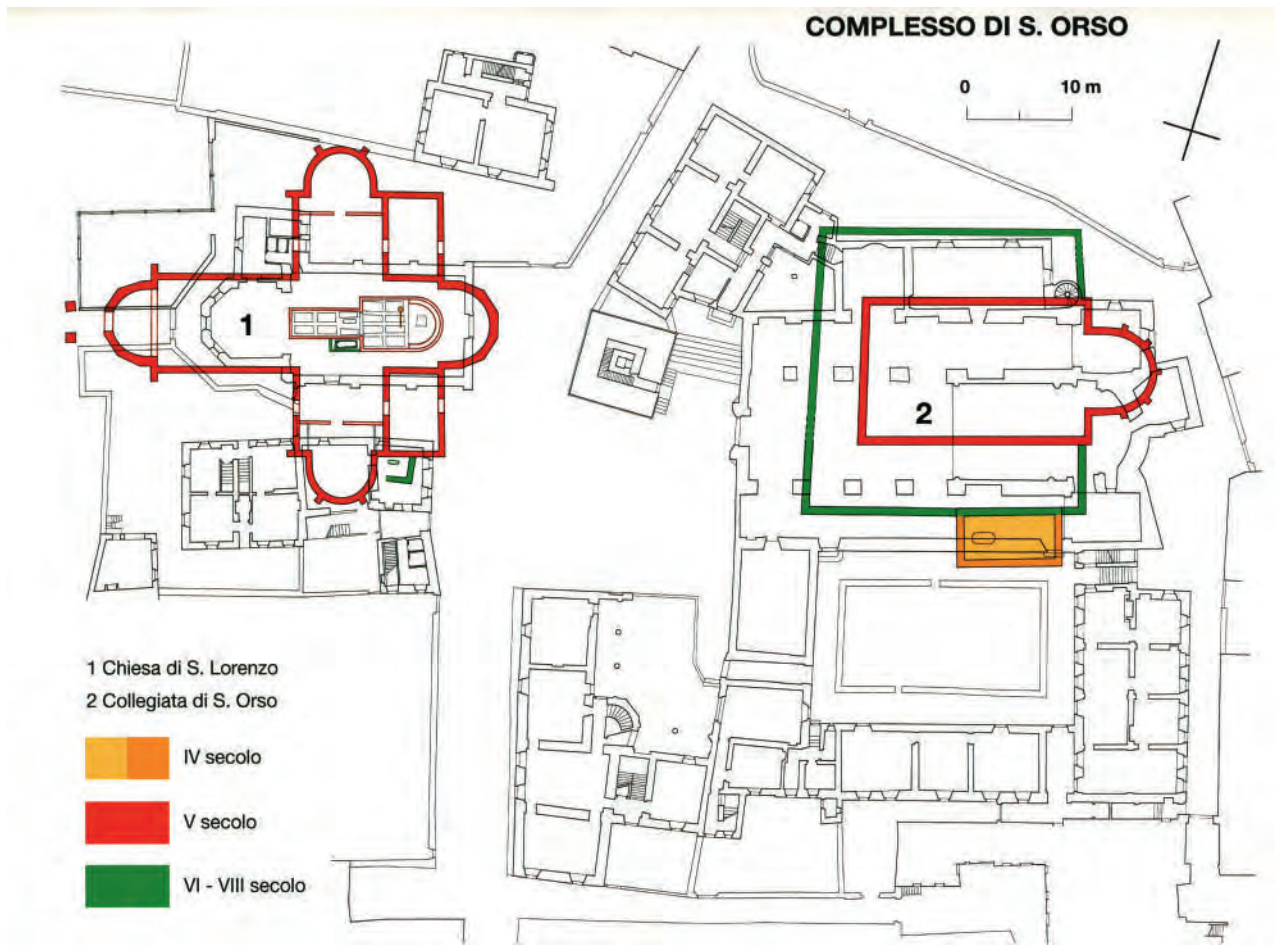 COMPLESSO DI S. ORSO
0 10 m
1
2
1 Chiesa di S. Lorenzo
2 Collegiata di S. Orso
IV secolo
V secolo
VI - VIII secolo